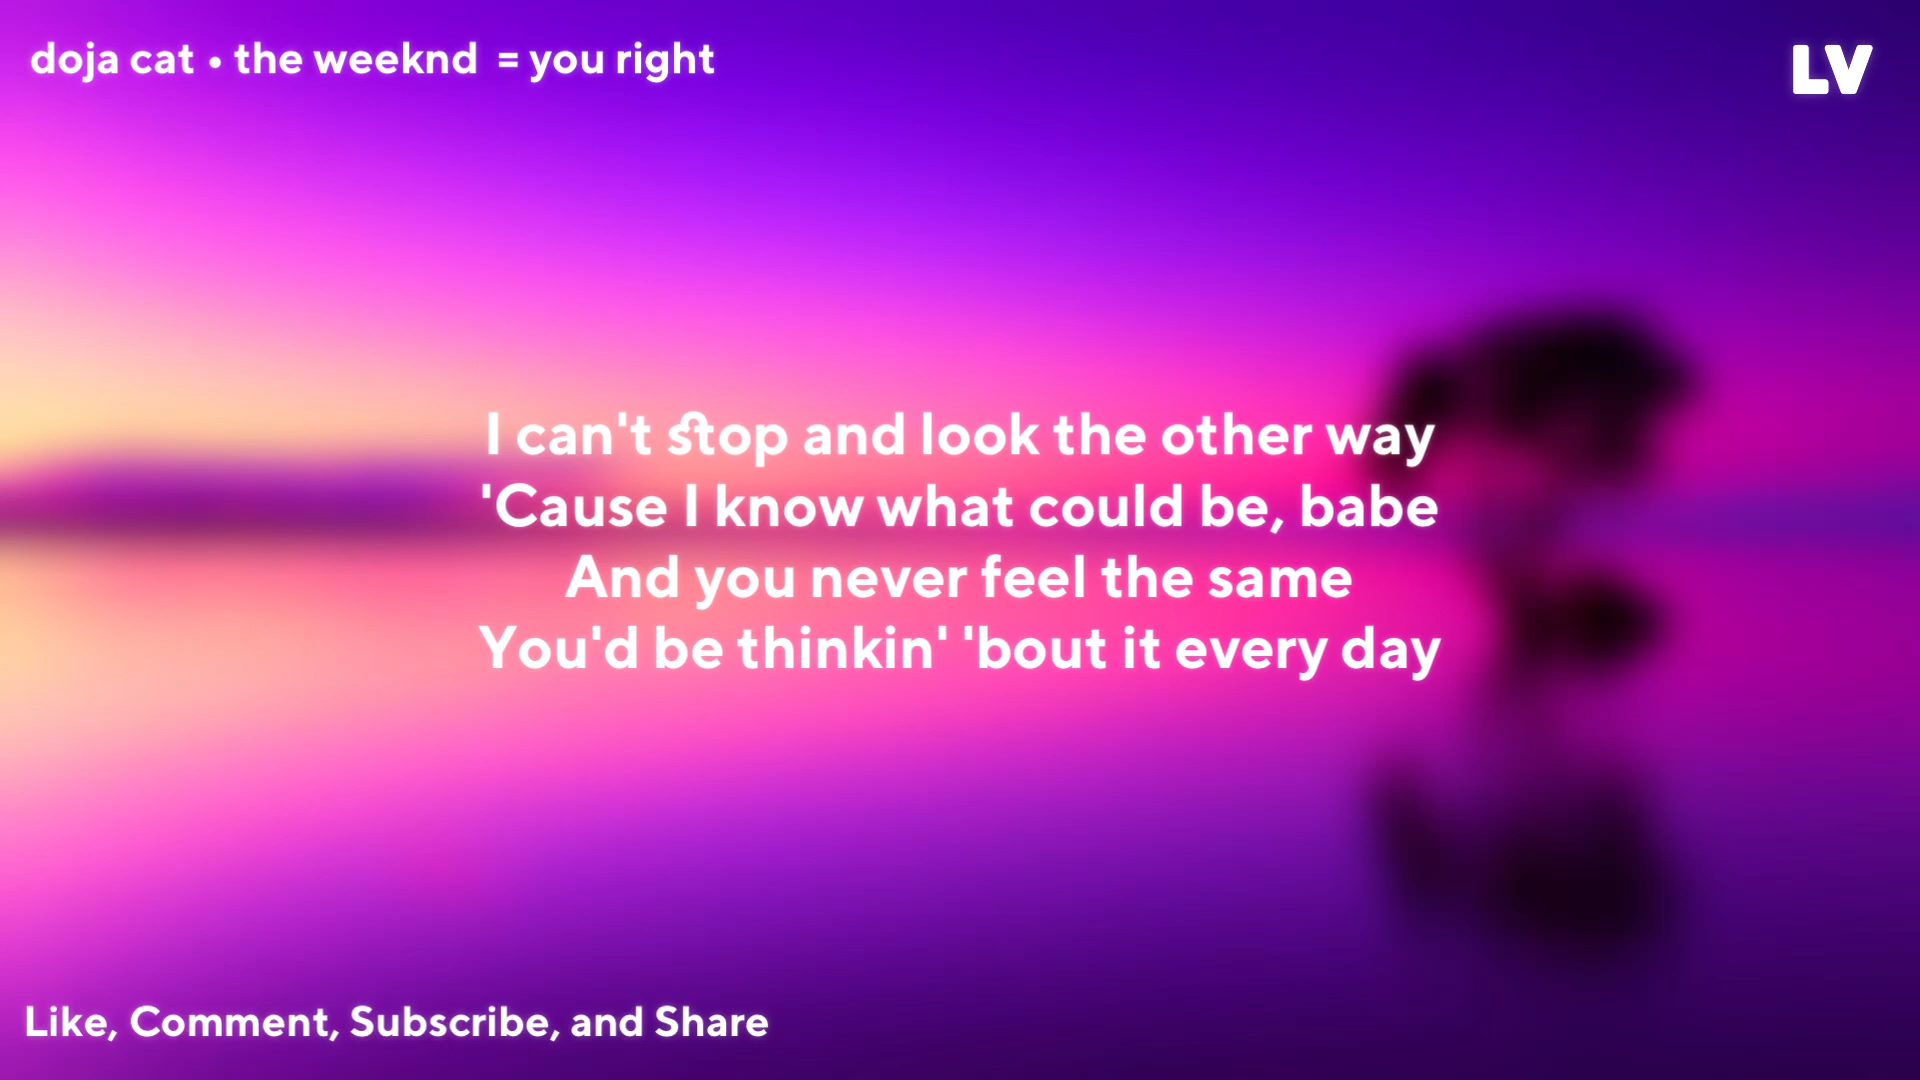 doja cat • the weeknd = you right
LV
I can't stop and look the other way
'Cause I know what could be, babe
And you never feel the same
You'd be thinkin' 'bout it every day
Like, Comment, Subscribe, and Share